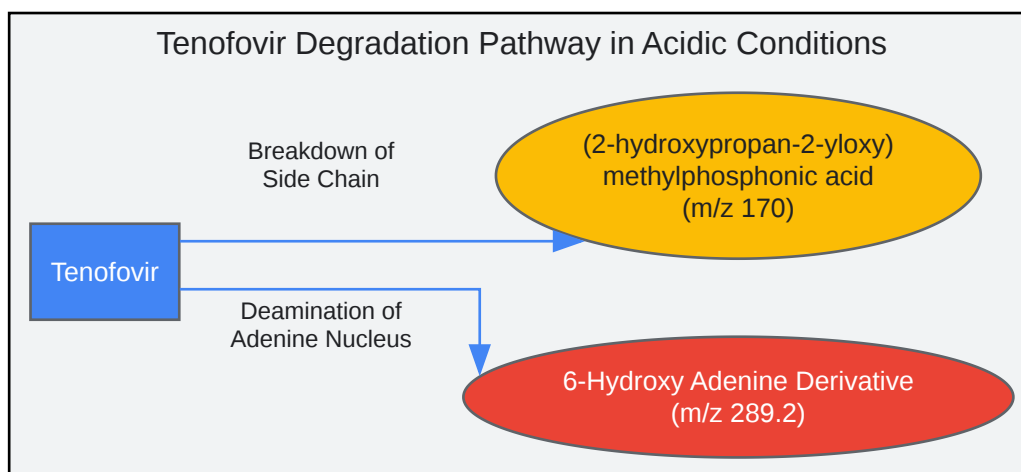 Tenofovir Degradation Pathway in Acidic Conditions
Breakdown of
Side Chain
(2-hydroxypropan-2-yloxy)
methylphosphonic acid
(m/z 170)
Tenofovir
Deamination of
Adenine Nucleus
6-Hydroxy Adenine Derivative
(m/z 289.2)